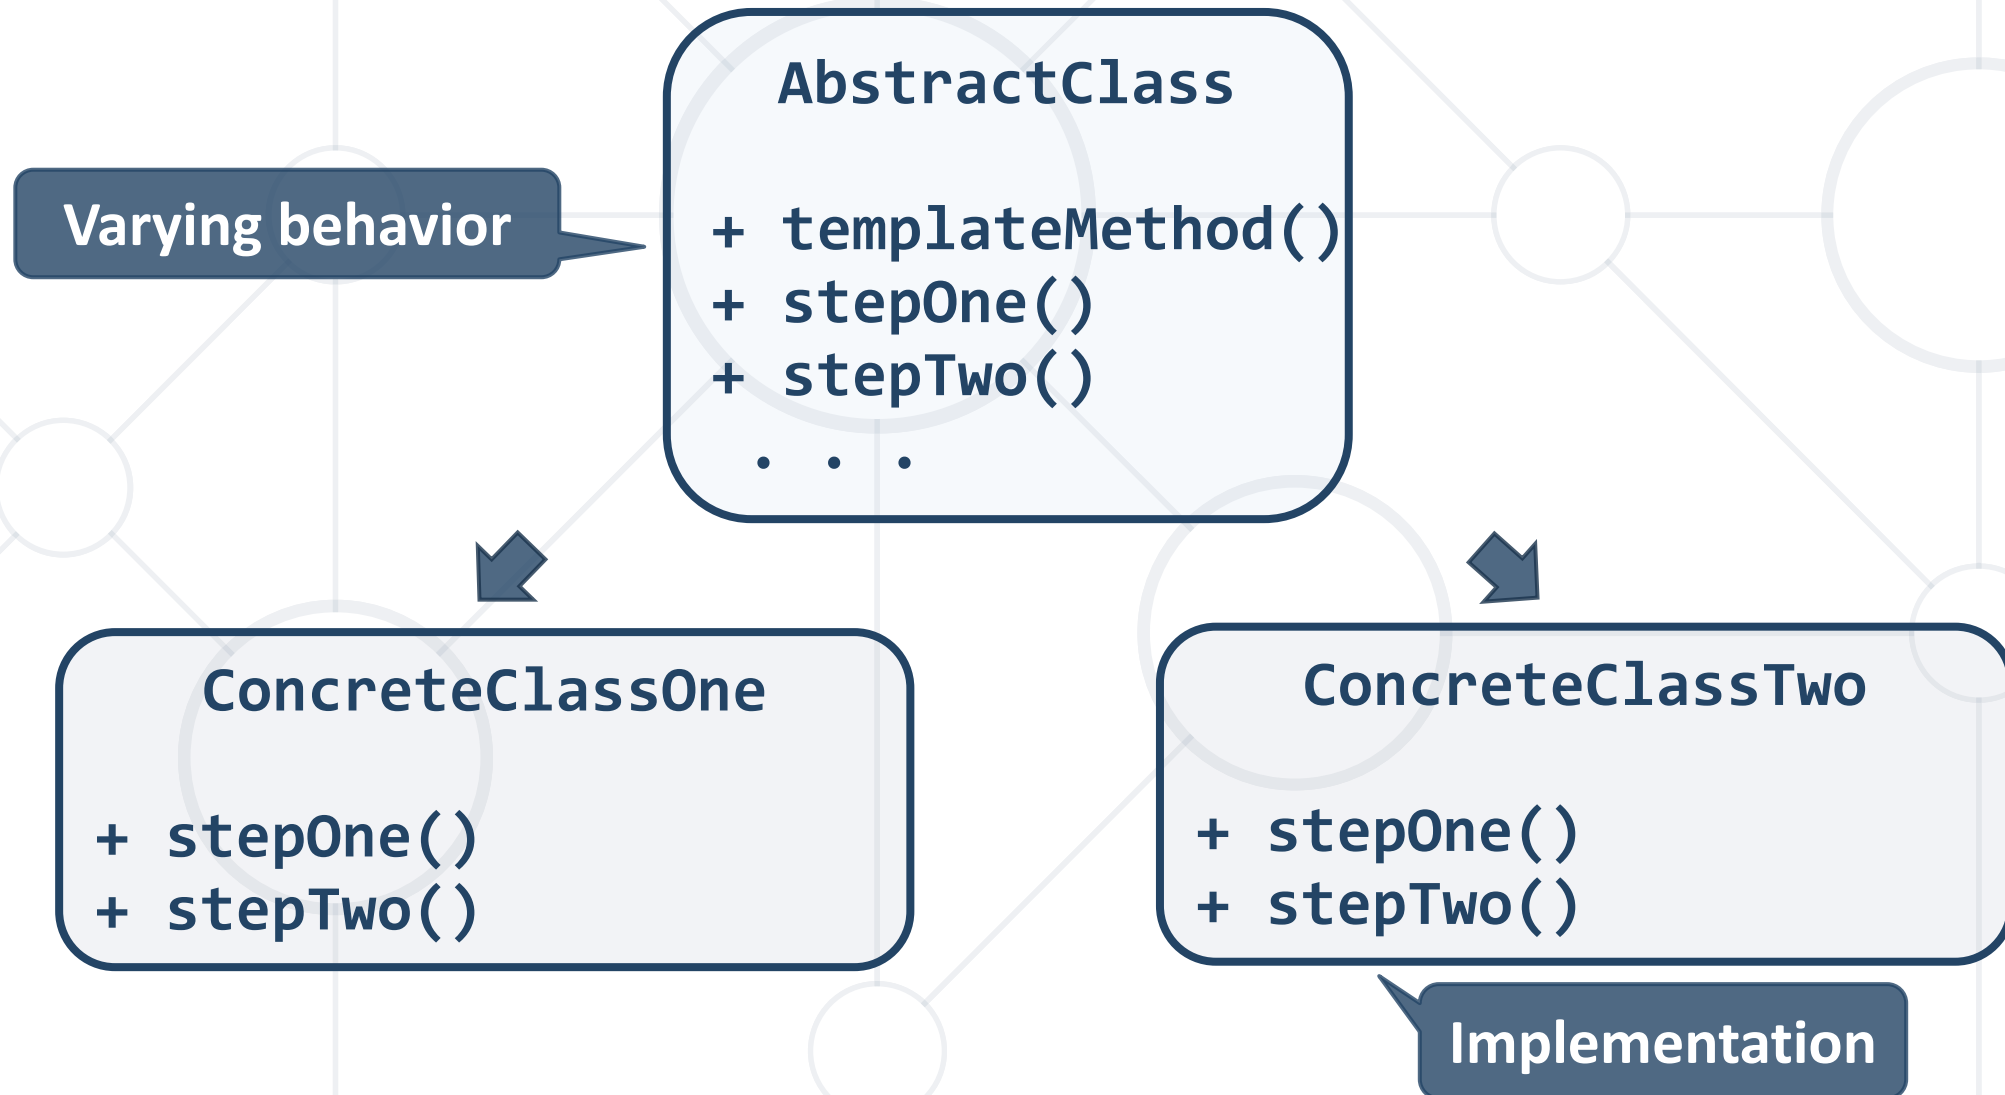 AbstractClass
Varying behavior
+ templateMethod()
+ stepOne()
+ stepTwo()
. . .
ConcreteClassOne
+ stepOne()
+ stepTwo()
ConcreteClassTwo
+ stepOne()
+ stepTwo()
Implementation